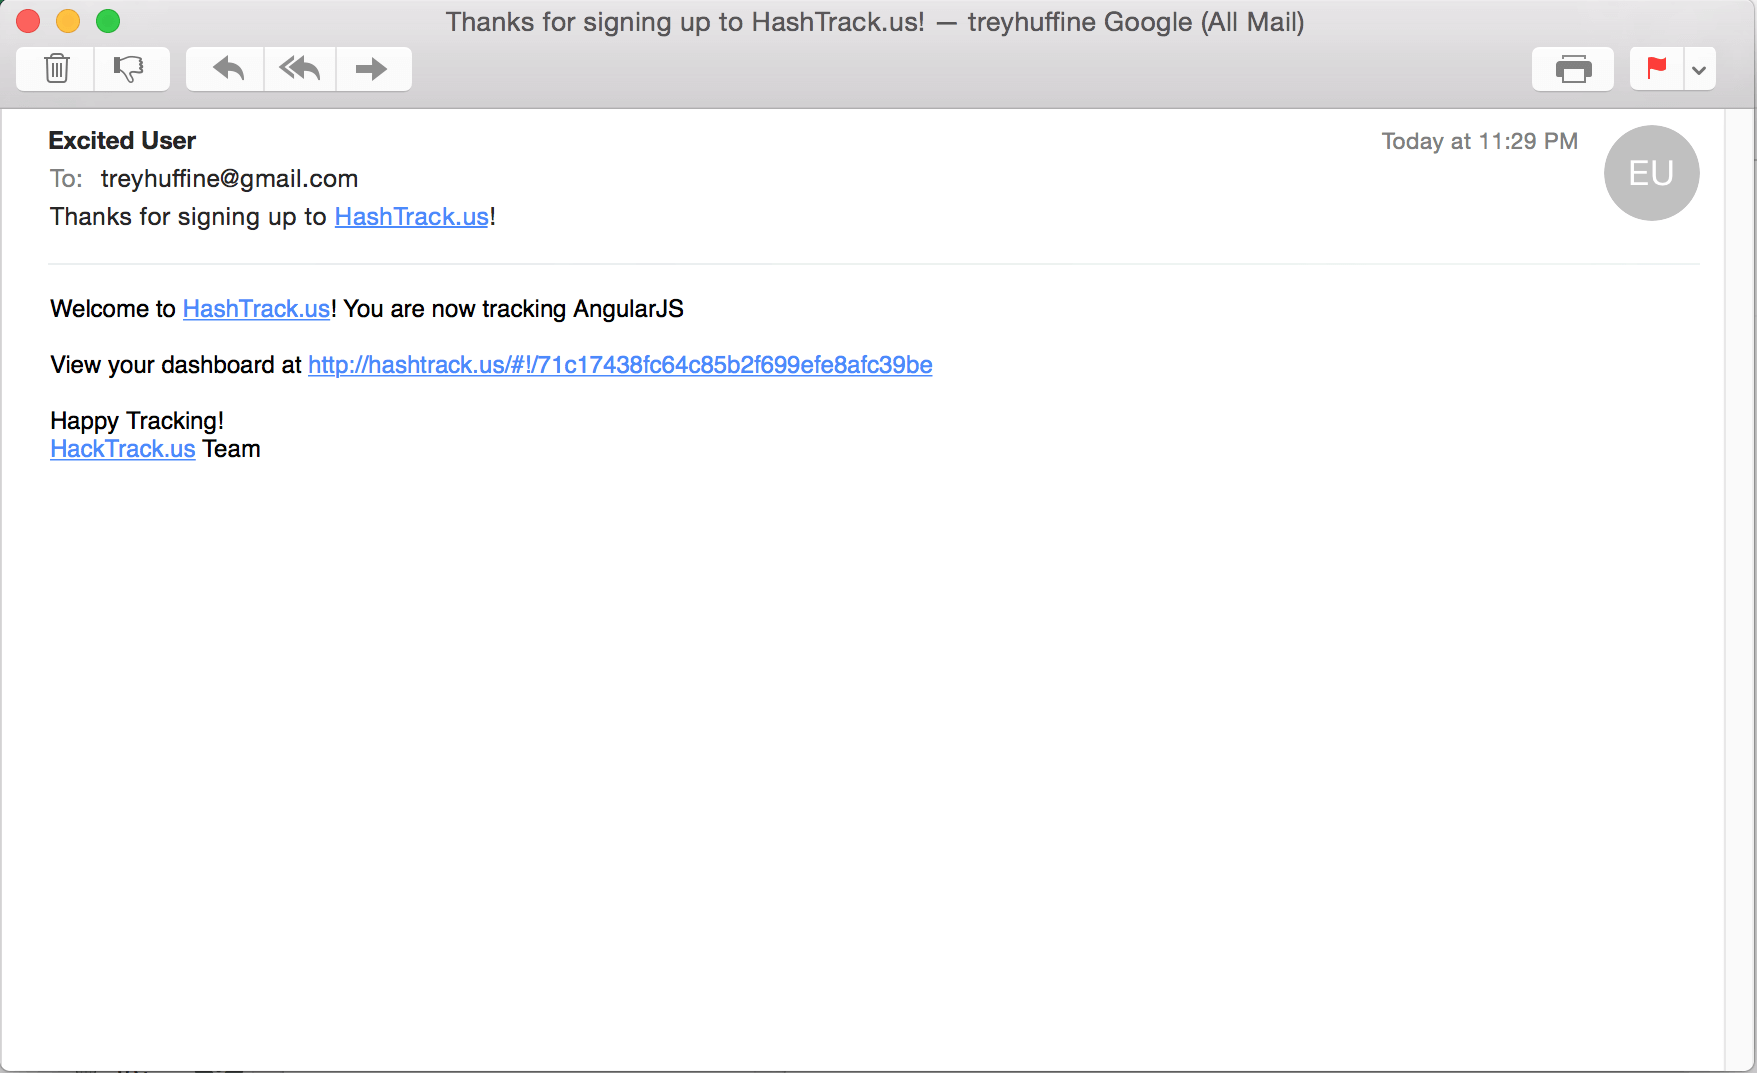 Thanks for signing up to HashTrack.us! — treyhuffine Google (All Mail)
Excited User
Today at 11:29 PM
EU
To: treyhuffine@gmail.com
Thanks for signing up to HashTrack.us!
Welcome to HashTrack.us! You are now tracking AngularJS
View your dashboard at http://hashtrack.us/#!/71c17438fc64c85b2f699efe8afc39be
Happy Tracking!
HackTrack.us Team